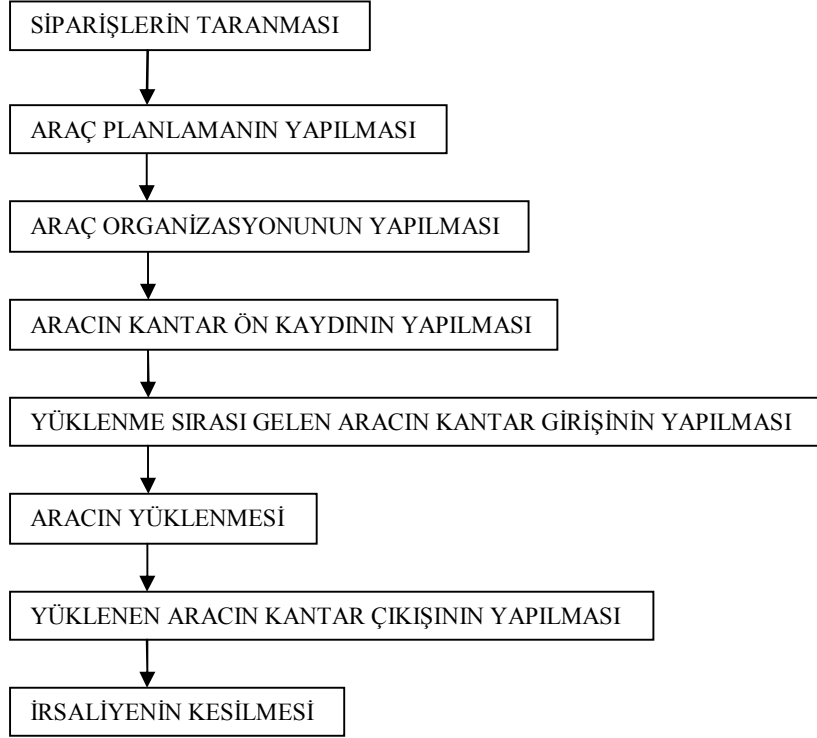 SİPARİŞLERİN TARANMASI
ARAÇ PLANLAMANIN YAPILMASI
ARAÇ ORGANİZASYONUNUN YAPILMASI
ARACIN KANTAR ÖN KAYDININ YAPILMASI
YÜKLENME SIRASI GELEN ARACIN KANTAR GİRİŞİNİN YAPILMASI
ARACIN YÜKLENMESİ
YÜKLENEN ARACIN KANTAR ÇIKIŞININ YAPILMASI
İRSALİYENİN KESİLMESİ